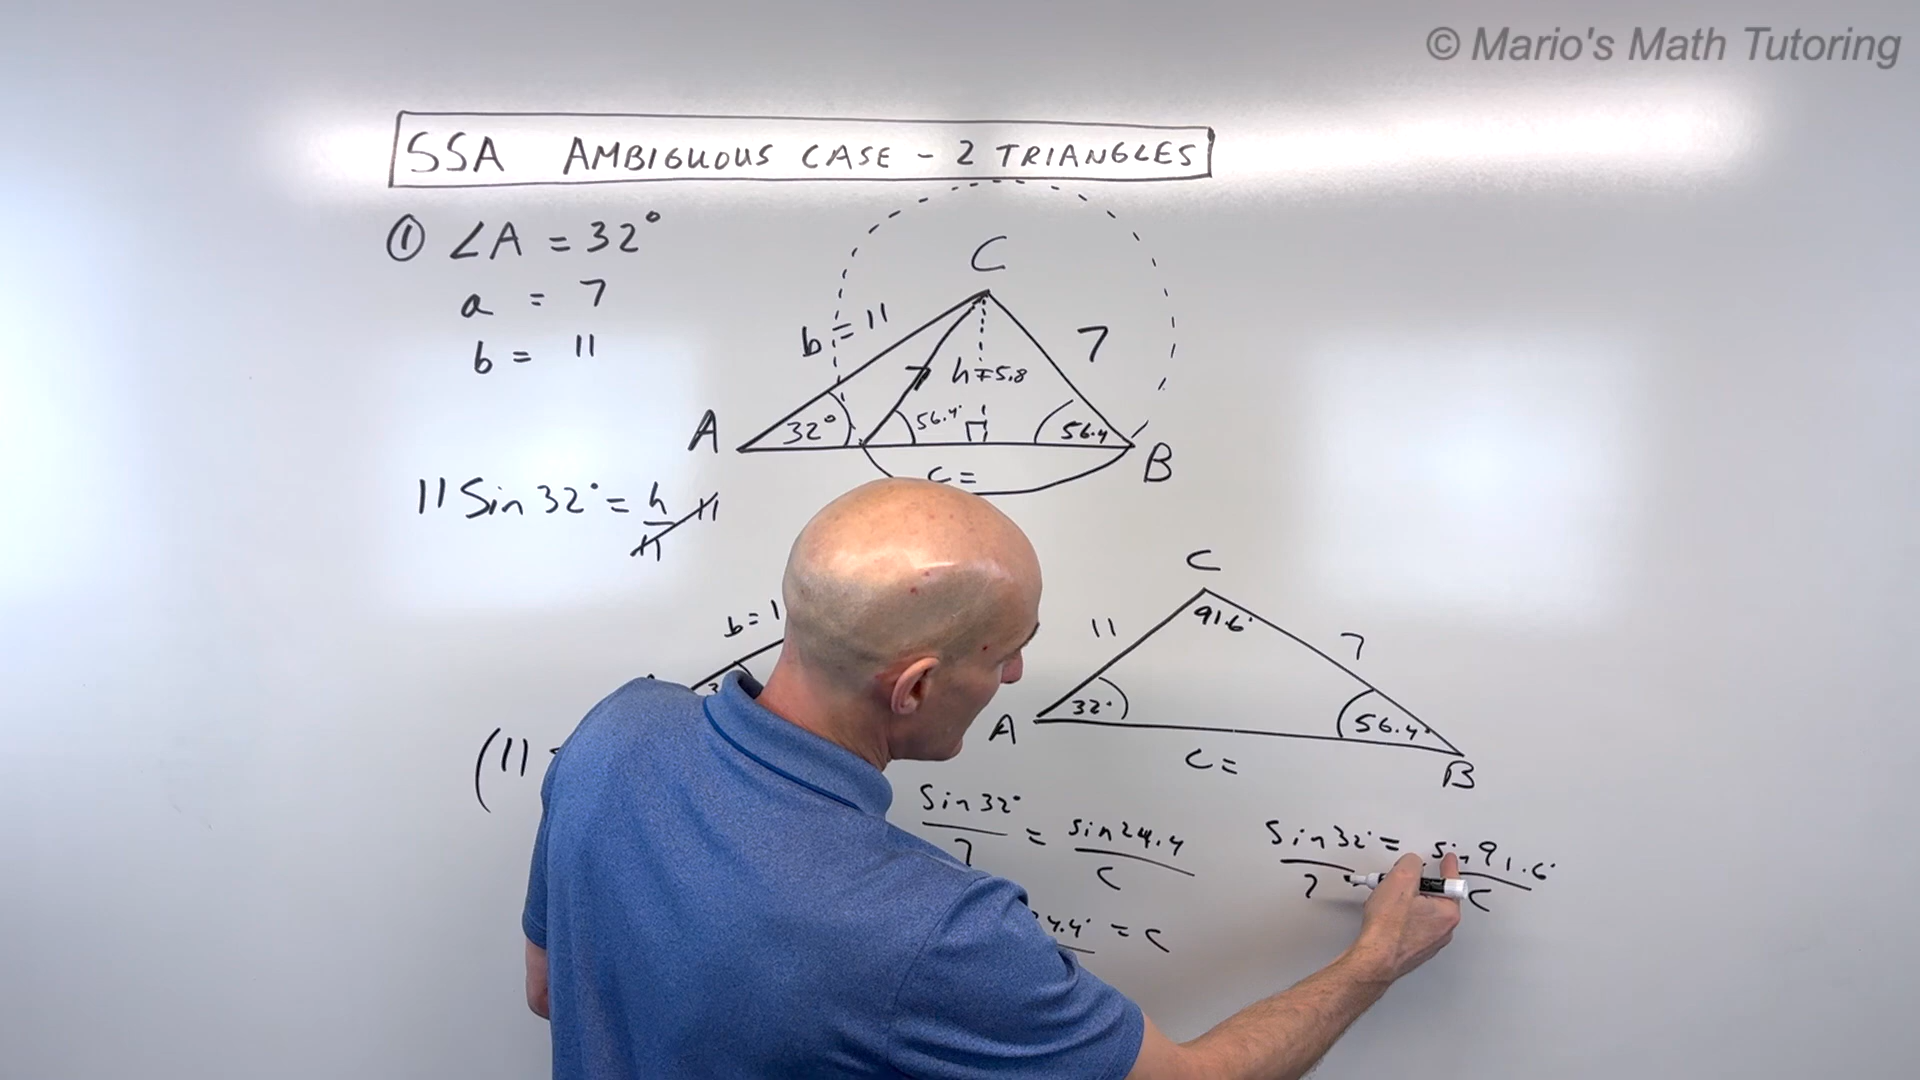 © Mario's Math Tutoring
SSA AMBIGUOUS CASE - 2 TRIANGLES
① ∠A = 32°
a = 7
b = 11
C
b = 11
7
h = 5.8
A
32°
56.4°
56.4
B
c =
11 Sin 32° = h/11 11
b = 1
C
11
91.6°
7
A
32°
56.4°
B
c =
(11
Sin 32°/7 = sin 24.4/c
Sin 32°/7 = sin 91.6°/c
4.4° = c